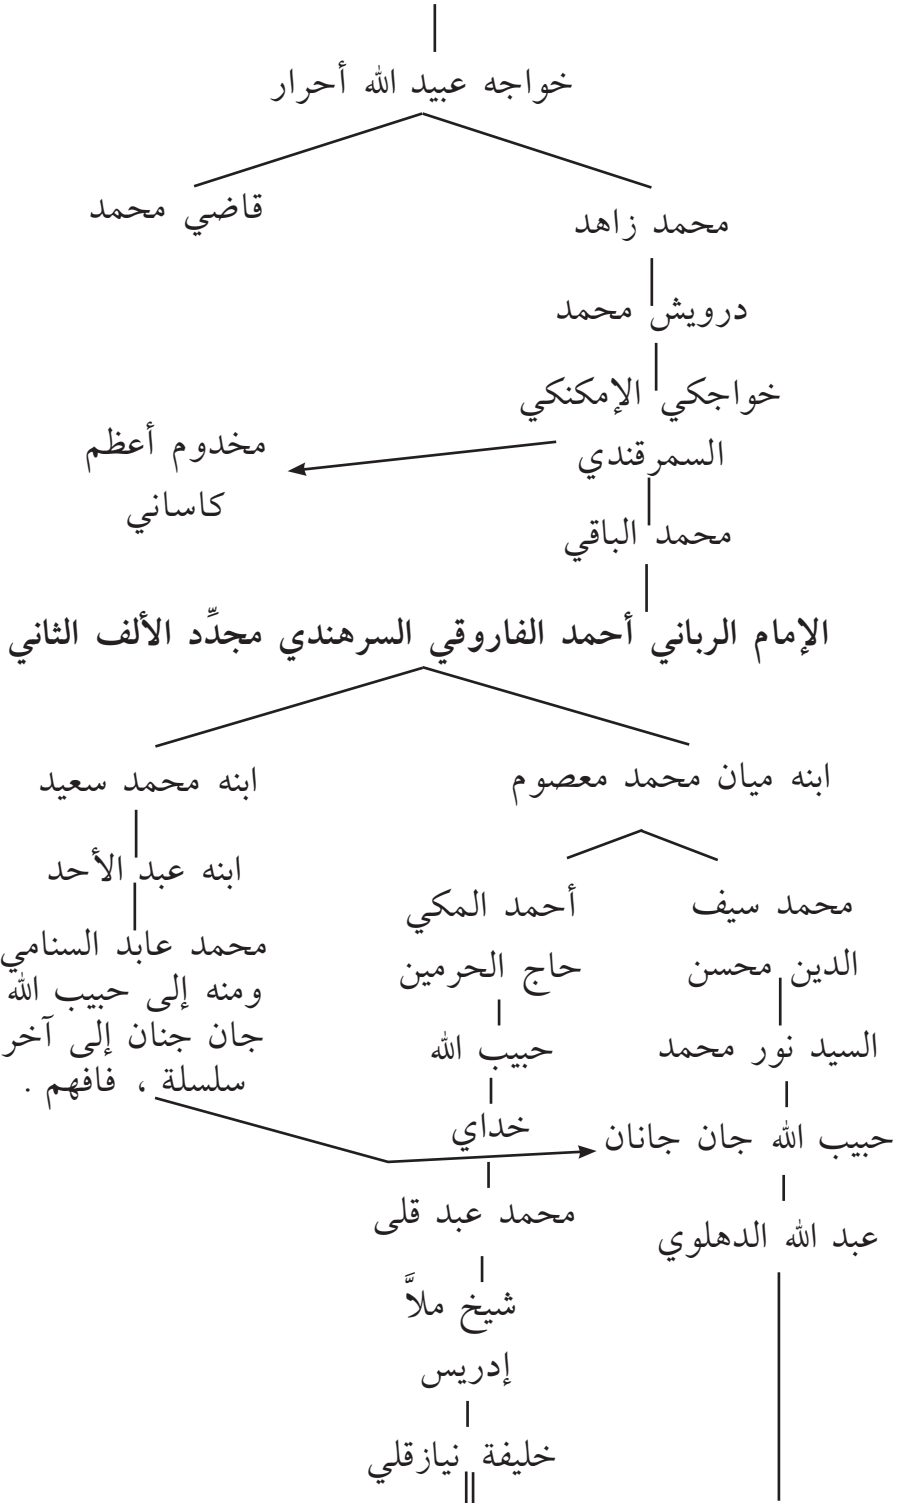 خواجه عبيد الله أحرار
محمد زاهد
قاضي محمد
درويش محمد
خواجكي الإمكنكي
السمرقندي
مخدوم أعظم
كاساني
محمد الباقي
الإمام الرباني أحمد الفاروقي السرهندي مجدِّد الألف الثاني
ابنه ميان محمد معصوم
ابنه محمد سعيد
محمد سيف
الدين محسن
السيد نور محمد
حبيب الله جان جانان
عبد الله الدهلوي
أحمد المكي
حاج الحرمين
حبيب الله
خداي
محمد عبد قلى
شيخ ملاَّ
إدريس
خليفة نيازقلي
ابنه عبد الأحد
محمد عابد السنامي
ومنه إلى حبيب الله
جان جنان إلى آخر
سلسلة ، فافهم .